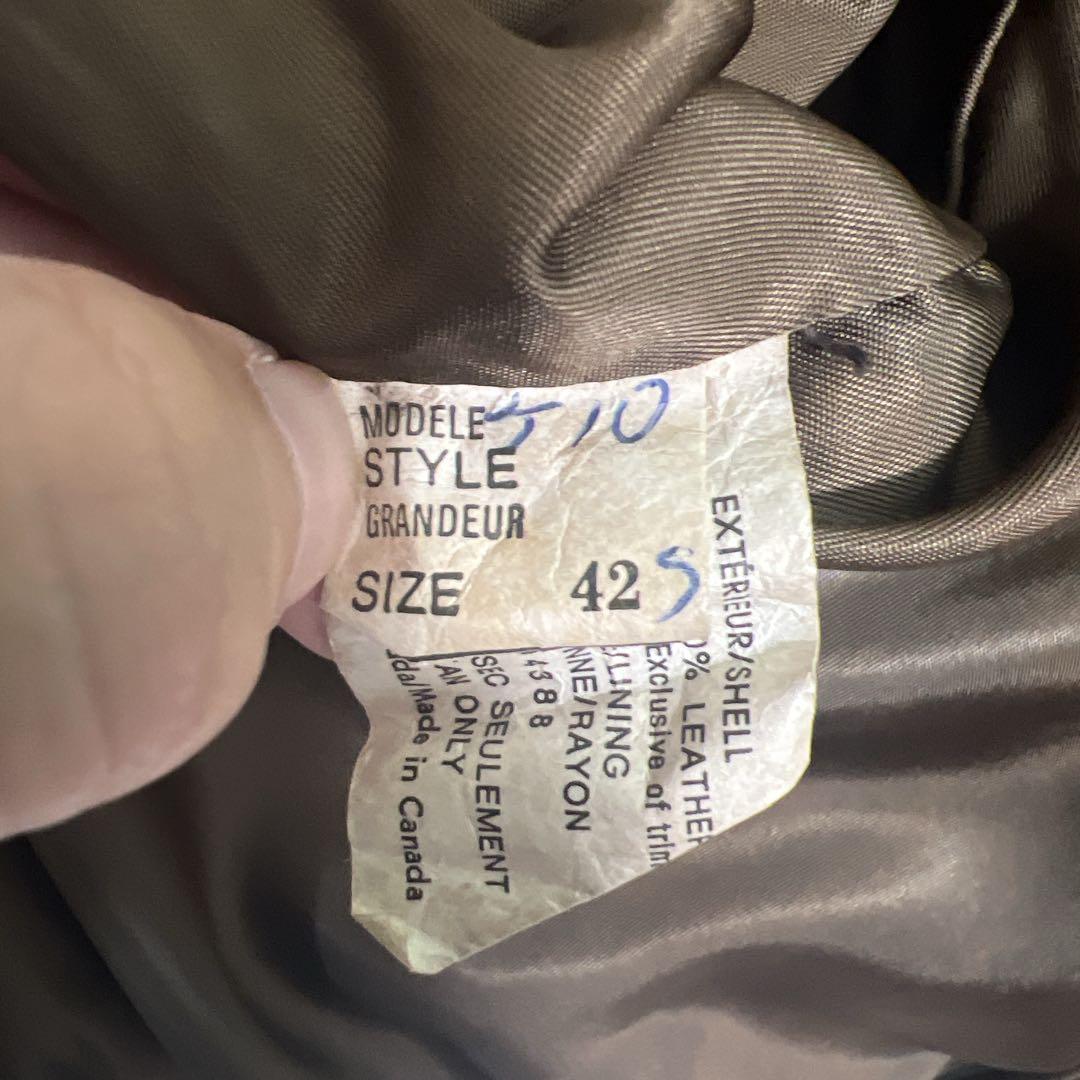 MODELE 510
STYLE
GRANDEUR
SIZE 42 S
EXTÉRIEUR/SHELL
% LEATHER
Exclusive of trim
/LINING
NNE/RAYON
4388
SEC SEULEMENT
AN ONLY
da/Made in Canada